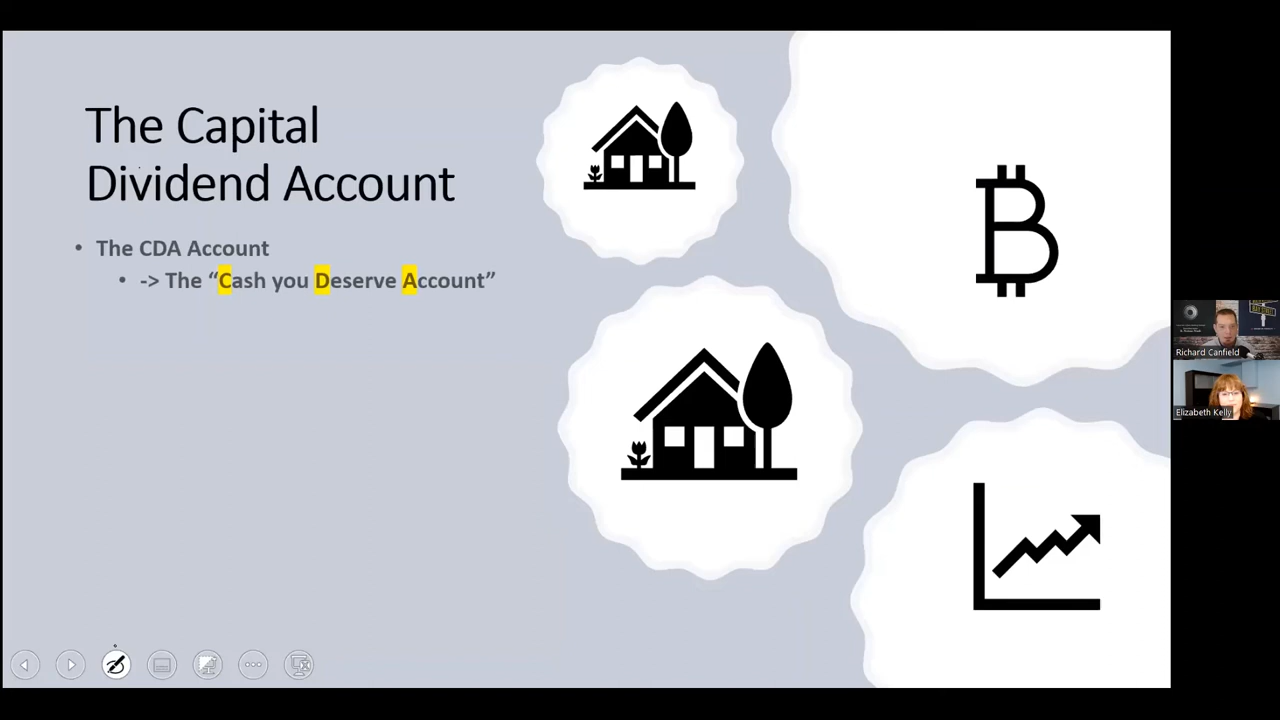 The Capital
Dividend Account
• The CDA Account
• -> The “Cash you Deserve Account”
Richard Canfield
Elizabeth Kelly